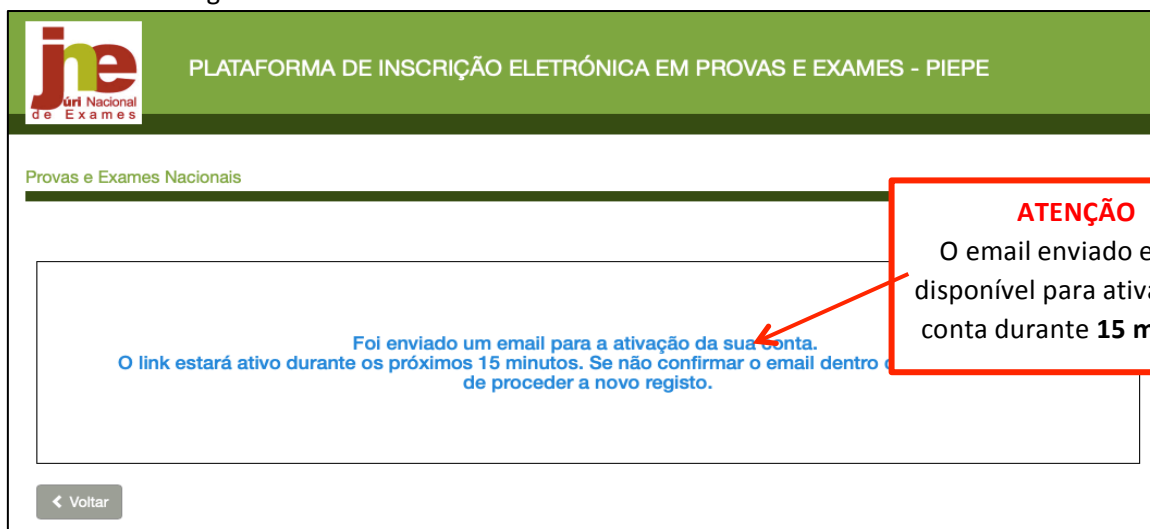 jne
Júri Nacional
de Exames
PLATAFORMA DE INSCRIÇÃO ELETRÓNICA EM PROVAS E EXAMES - PIEPE
Provas e Exames Nacionais
ATENÇÃO
O email enviado
disponível para
conta durante 15
Foi enviado um email para a ativação da sua conta.
O link estará ativo durante os próximos 15 minutos. Se não confirmar o email dentro
de proceder a novo registo.
Voltar